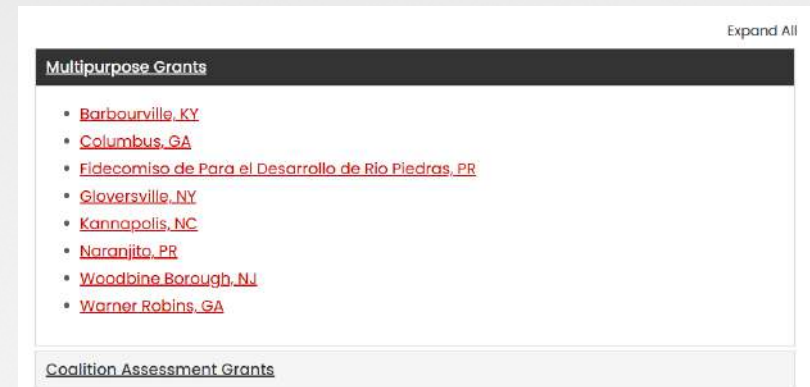 Expand All
Multipurpose Grants
Barbourville, KY
Columbus, GA
Fidecomiso de Para el Desarrollo de Rio Piedras, PR
Gloversville, NY
Kannapolis, NC
Naranjito, PR
Woodbine Borough, NJ
Warner Robins, GA
Coalition Assessment Grants